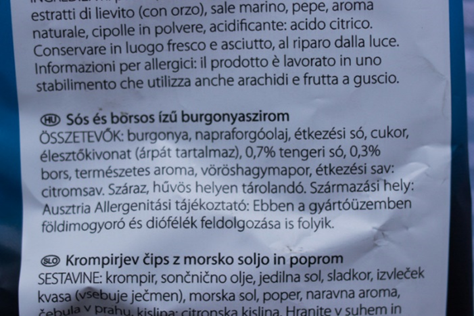 estratti di lievito (con orzo), sale marino, pepe, aroma
naturale, cipolle in polvere, acidificante: acido citrico.
Conservare in luogo fresco e asciutto, al riparo dalla luce.
Informazioni per allergici: il prodotto è lavorato in uno
stabilimento che utilizza anche arachidi e frutta a guscio.
HU Sós és borsos ízű burgonyaszirom
ÖSSZETEVŐK: burgonya, napraforgóolaj, étkezési só, cukor,
élesztőkivonat (árpát tartalmaz), 0,7% tengeri só, 0,3%
bors, természetes aroma, vöröshagymapor, étkezési sav:
citromsav. Száraz, hűvös helyen tárolandó. Származási hely:
Ausztria Allergenitási tájékoztató: Ebben a gyártóüzemben
földimogyoró és diófélék feldolgozása is folyik.
SLO Krompirjev čips z morsko soljo in poprom
SESTAVINE: krompir, sončnično olje, jedilna sol, sladkor, izvleček
kvasa (vsebuje ječmen), morska sol, poper, naravna aroma,
čebula v prahu, kislina: citronska kislina. Hranite v suhem in